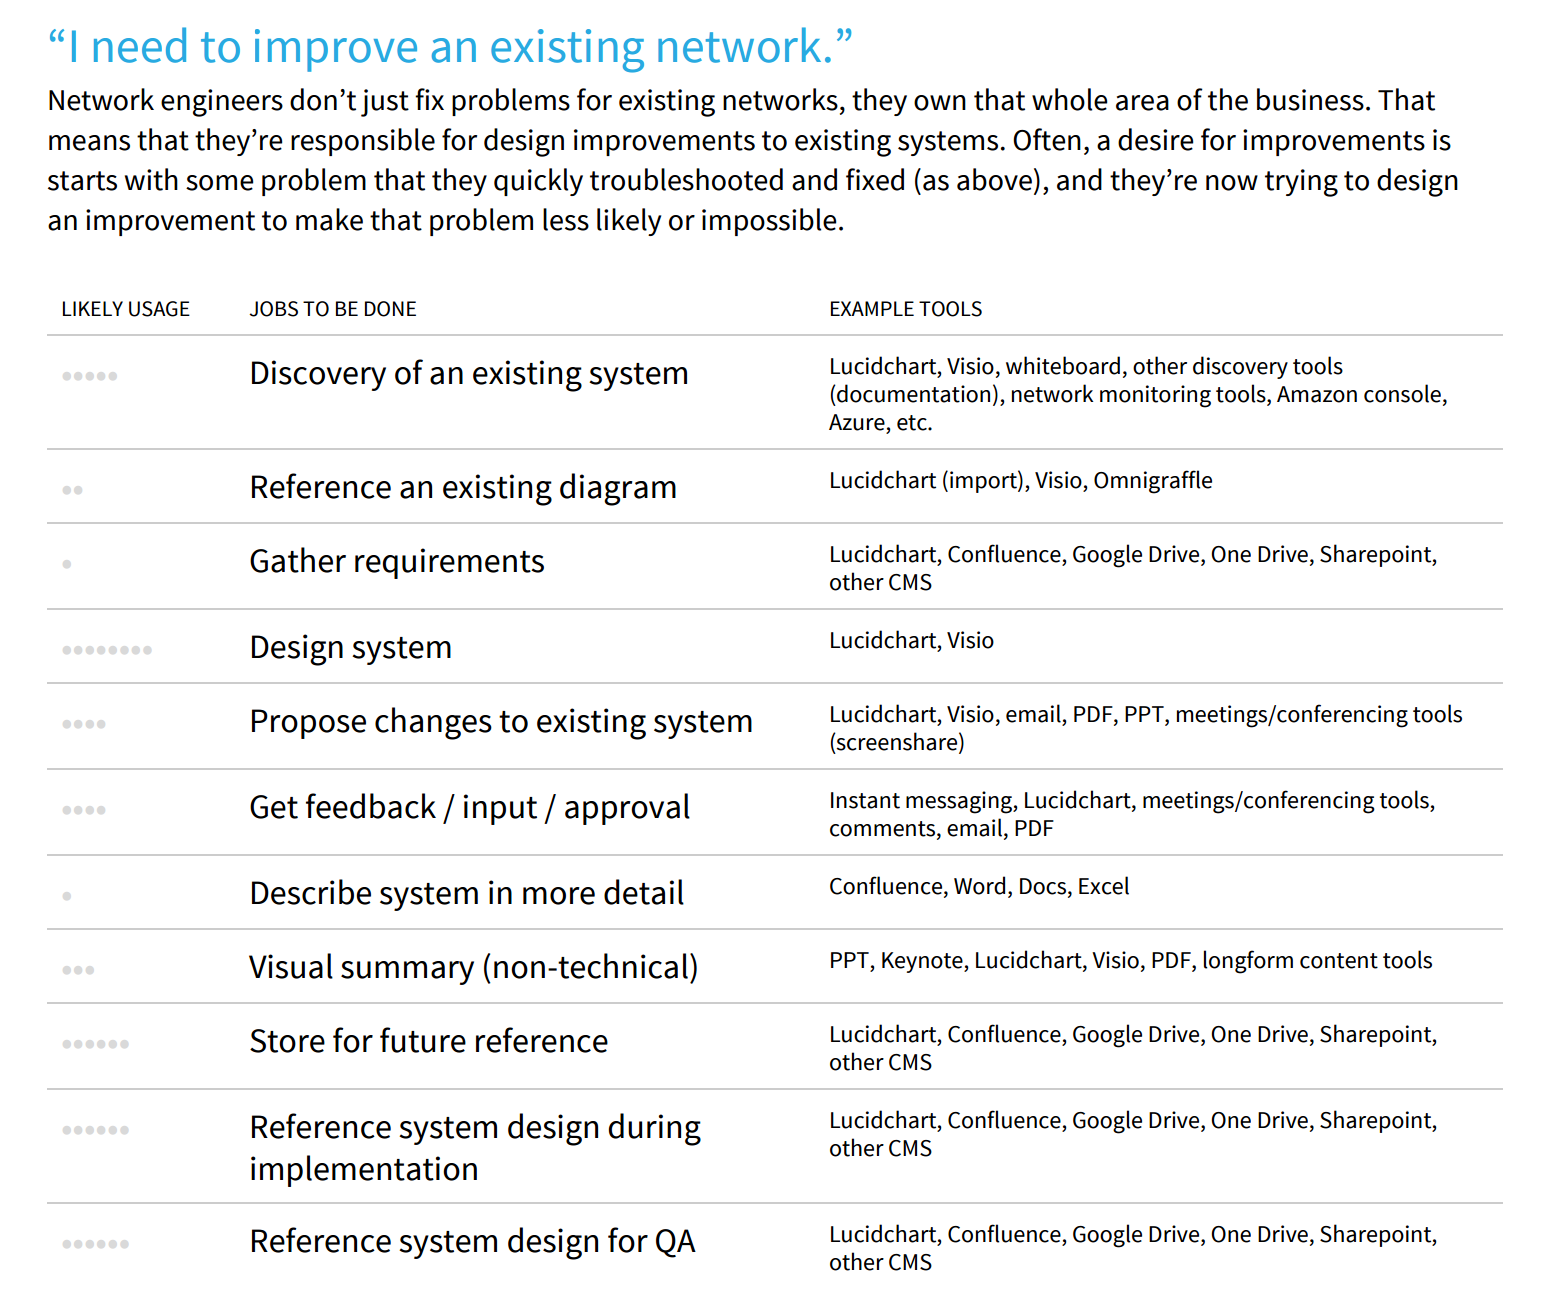 “I need to improve an existing network.”
Network engineers don’t just fix problems for existing networks, they own that whole area of the business. That
means that they’re responsible for design improvements to existing systems. Often, a desire for improvements is
starts with some problem that they quickly troubleshooted and fixed (as above), and they’re now trying to design
an improvement to make that problem less likely or impossible.
LIKELY USAGE JOBS TO BE DONE EXAMPLE TOOLS
Discovery of an existing system
Lucidchart, Visio, whiteboard, other discovery tools
(documentation), network monitoring tools, Amazon console,
Azure, etc.
Reference an existing diagram
Lucidchart (import), Visio, Omnigraffle
Gather requirements
Lucidchart, Confluence, Google Drive, One Drive, Sharepoint,
other CMS
Design system
Lucidchart, Visio
Propose changes to existing system
Lucidchart, Visio, email, PDF, PPT, meetings/conferencing tools
(screenshare)
Get feedback / input / approval
Instant messaging, Lucidchart, meetings/conferencing tools,
comments, email, PDF
Describe system in more detail
Confluence, Word, Docs, Excel
Visual summary (non-technical)
PPT, Keynote, Lucidchart, Visio, PDF, longform content tools
Store for future reference
Lucidchart, Confluence, Google Drive, One Drive, Sharepoint,
other CMS
Reference system design during
implementation
Lucidchart, Confluence, Google Drive, One Drive, Sharepoint,
other CMS
Reference system design for QA
Lucidchart, Confluence, Google Drive, One Drive, Sharepoint,
other CMS